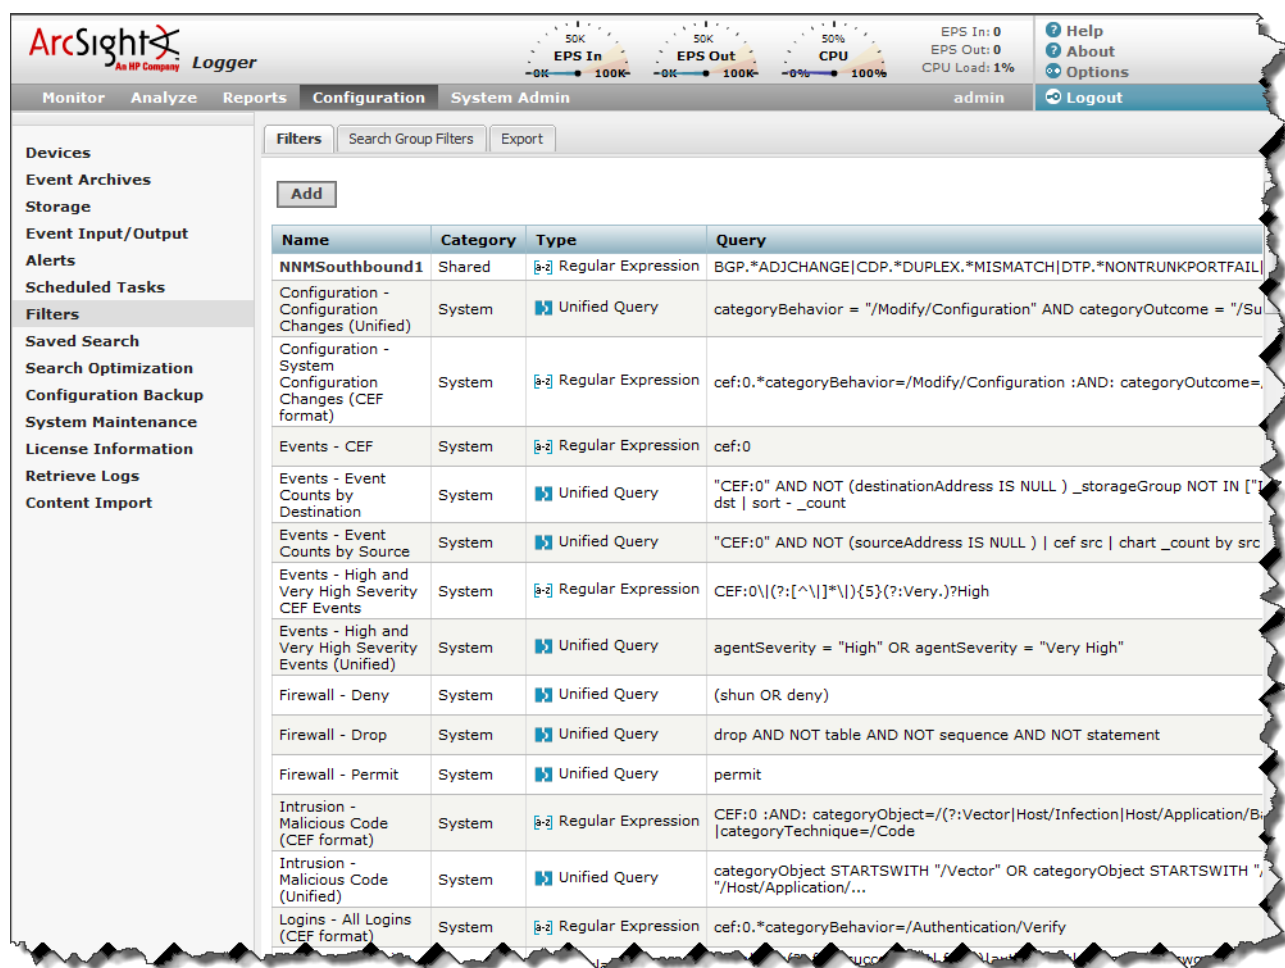 ArcSight
An HP Company
Logger
50K
EPS In
0K 100K
50K
EPS Out
0K 100K
50%
CPU
0% 100%
EPS In: 0
EPS Out: 0
CPU Load: 1%
Help
About
Options
Monitor Analyze Reports Configuration System Admin admin Logout
Devices
Event Archives
Storage
Event Input/Output
Alerts
Scheduled Tasks
Filters
Saved Search
Search Optimization
Configuration Backup
System Maintenance
License Information
Retrieve Logs
Content Import
Filters Search Group Filters Export
Add
Name Category Type Query
NNMSouthbound1 Shared [a-z] Regular Expression BGP.*ADJCHANGE|CDP.*DUPLEX.*MISMATCH|DTP.*NONTRUNKPORTFAIL|
Configuration -
Configuration
Changes (Unified)
System Unified Query categoryBehavior = "/Modify/Configuration" AND categoryOutcome = "/Su
Configuration -
System
Configuration
Changes (CEF
format)
System [a-z] Regular Expression cef:0.*categoryBehavior=/Modify/Configuration :AND: categoryOutcome=/
Events - CEF System [a-z] Regular Expression cef:0
Events - Event
Counts by
Destination
System Unified Query "CEF:0" AND NOT (destinationAddress IS NULL ) _storageGroup NOT IN ["I
dst | sort - _count
Events - Event
Counts by Source
System Unified Query "CEF:0" AND NOT (sourceAddress IS NULL ) | cef src | chart _count by src
Events - High and
Very High Severity
CEF Events
System [a-z] Regular Expression CEF:0\|(?:[^\|]*\|){5}(?:Very.)?High
Events - High and
Very High Severity
Events (Unified)
System Unified Query agentSeverity = "High" OR agentSeverity = "Very High"
Firewall - Deny System Unified Query (shun OR deny)
Firewall - Drop System Unified Query drop AND NOT table AND NOT sequence AND NOT statement
Firewall - Permit System Unified Query permit
Intrusion -
Malicious Code
(CEF format)
System [a-z] Regular Expression CEF:0 :AND: categoryObject=/(?:Vector|Host/Infection|Host/Application/Ba
|categoryTechnique=/Code
Intrusion -
Malicious Code
(Unified)
System Unified Query categoryObject STARTSWITH "/Vector" OR categoryObject STARTSWITH "/
"/Host/Application/...
Logins - All Logins
(CEF format)
System [a-z] Regular Expression cef:0.*categoryBehavior=/Authentication/Verify